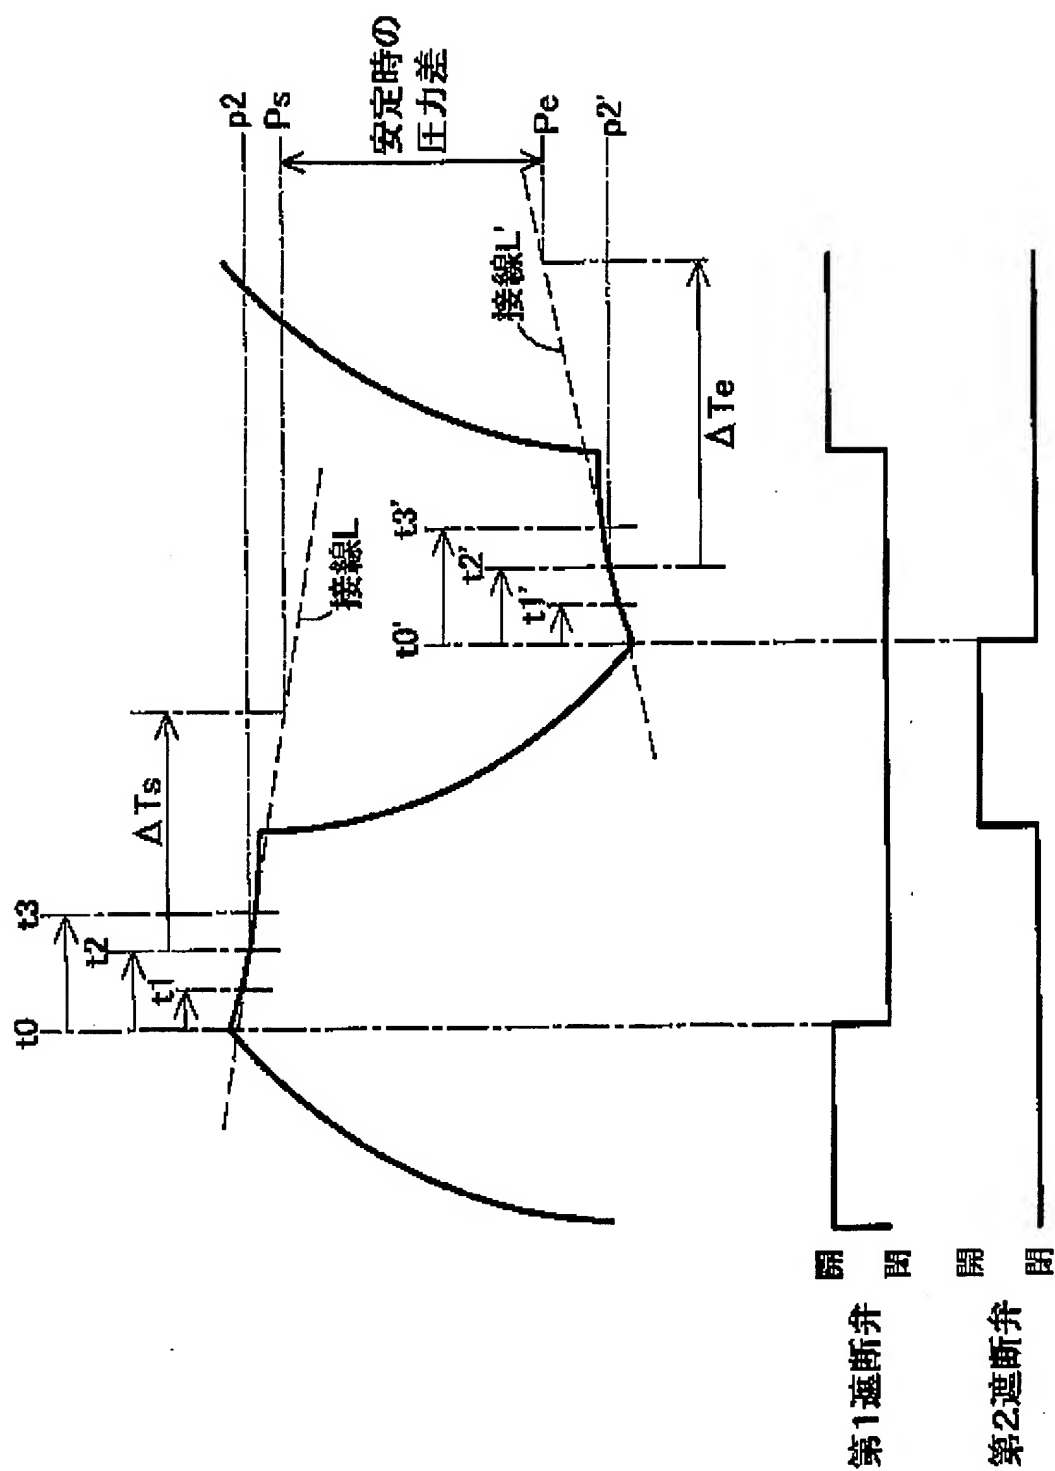 t0
t3
t2
t1
ΔTs
接線L
p2
Ps
安定時の
圧力差
Pe
p2'
接線L'
t0'
t3'
t2'
t1'
ΔTe
第1遮断弁
開
閉
第2遮断弁
開
閉